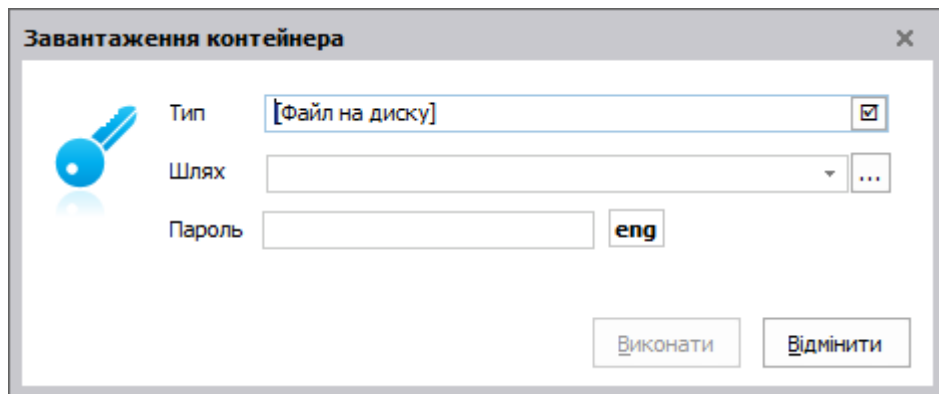 Завантаження контейнера
Тип [Файл на диску]
Шлях ...
Пароль eng
Виконати Відмінити